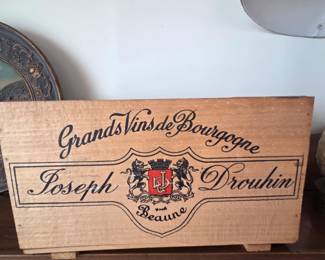 Grands Vins de Bourgogne
Joseph Drouhin
Beaune